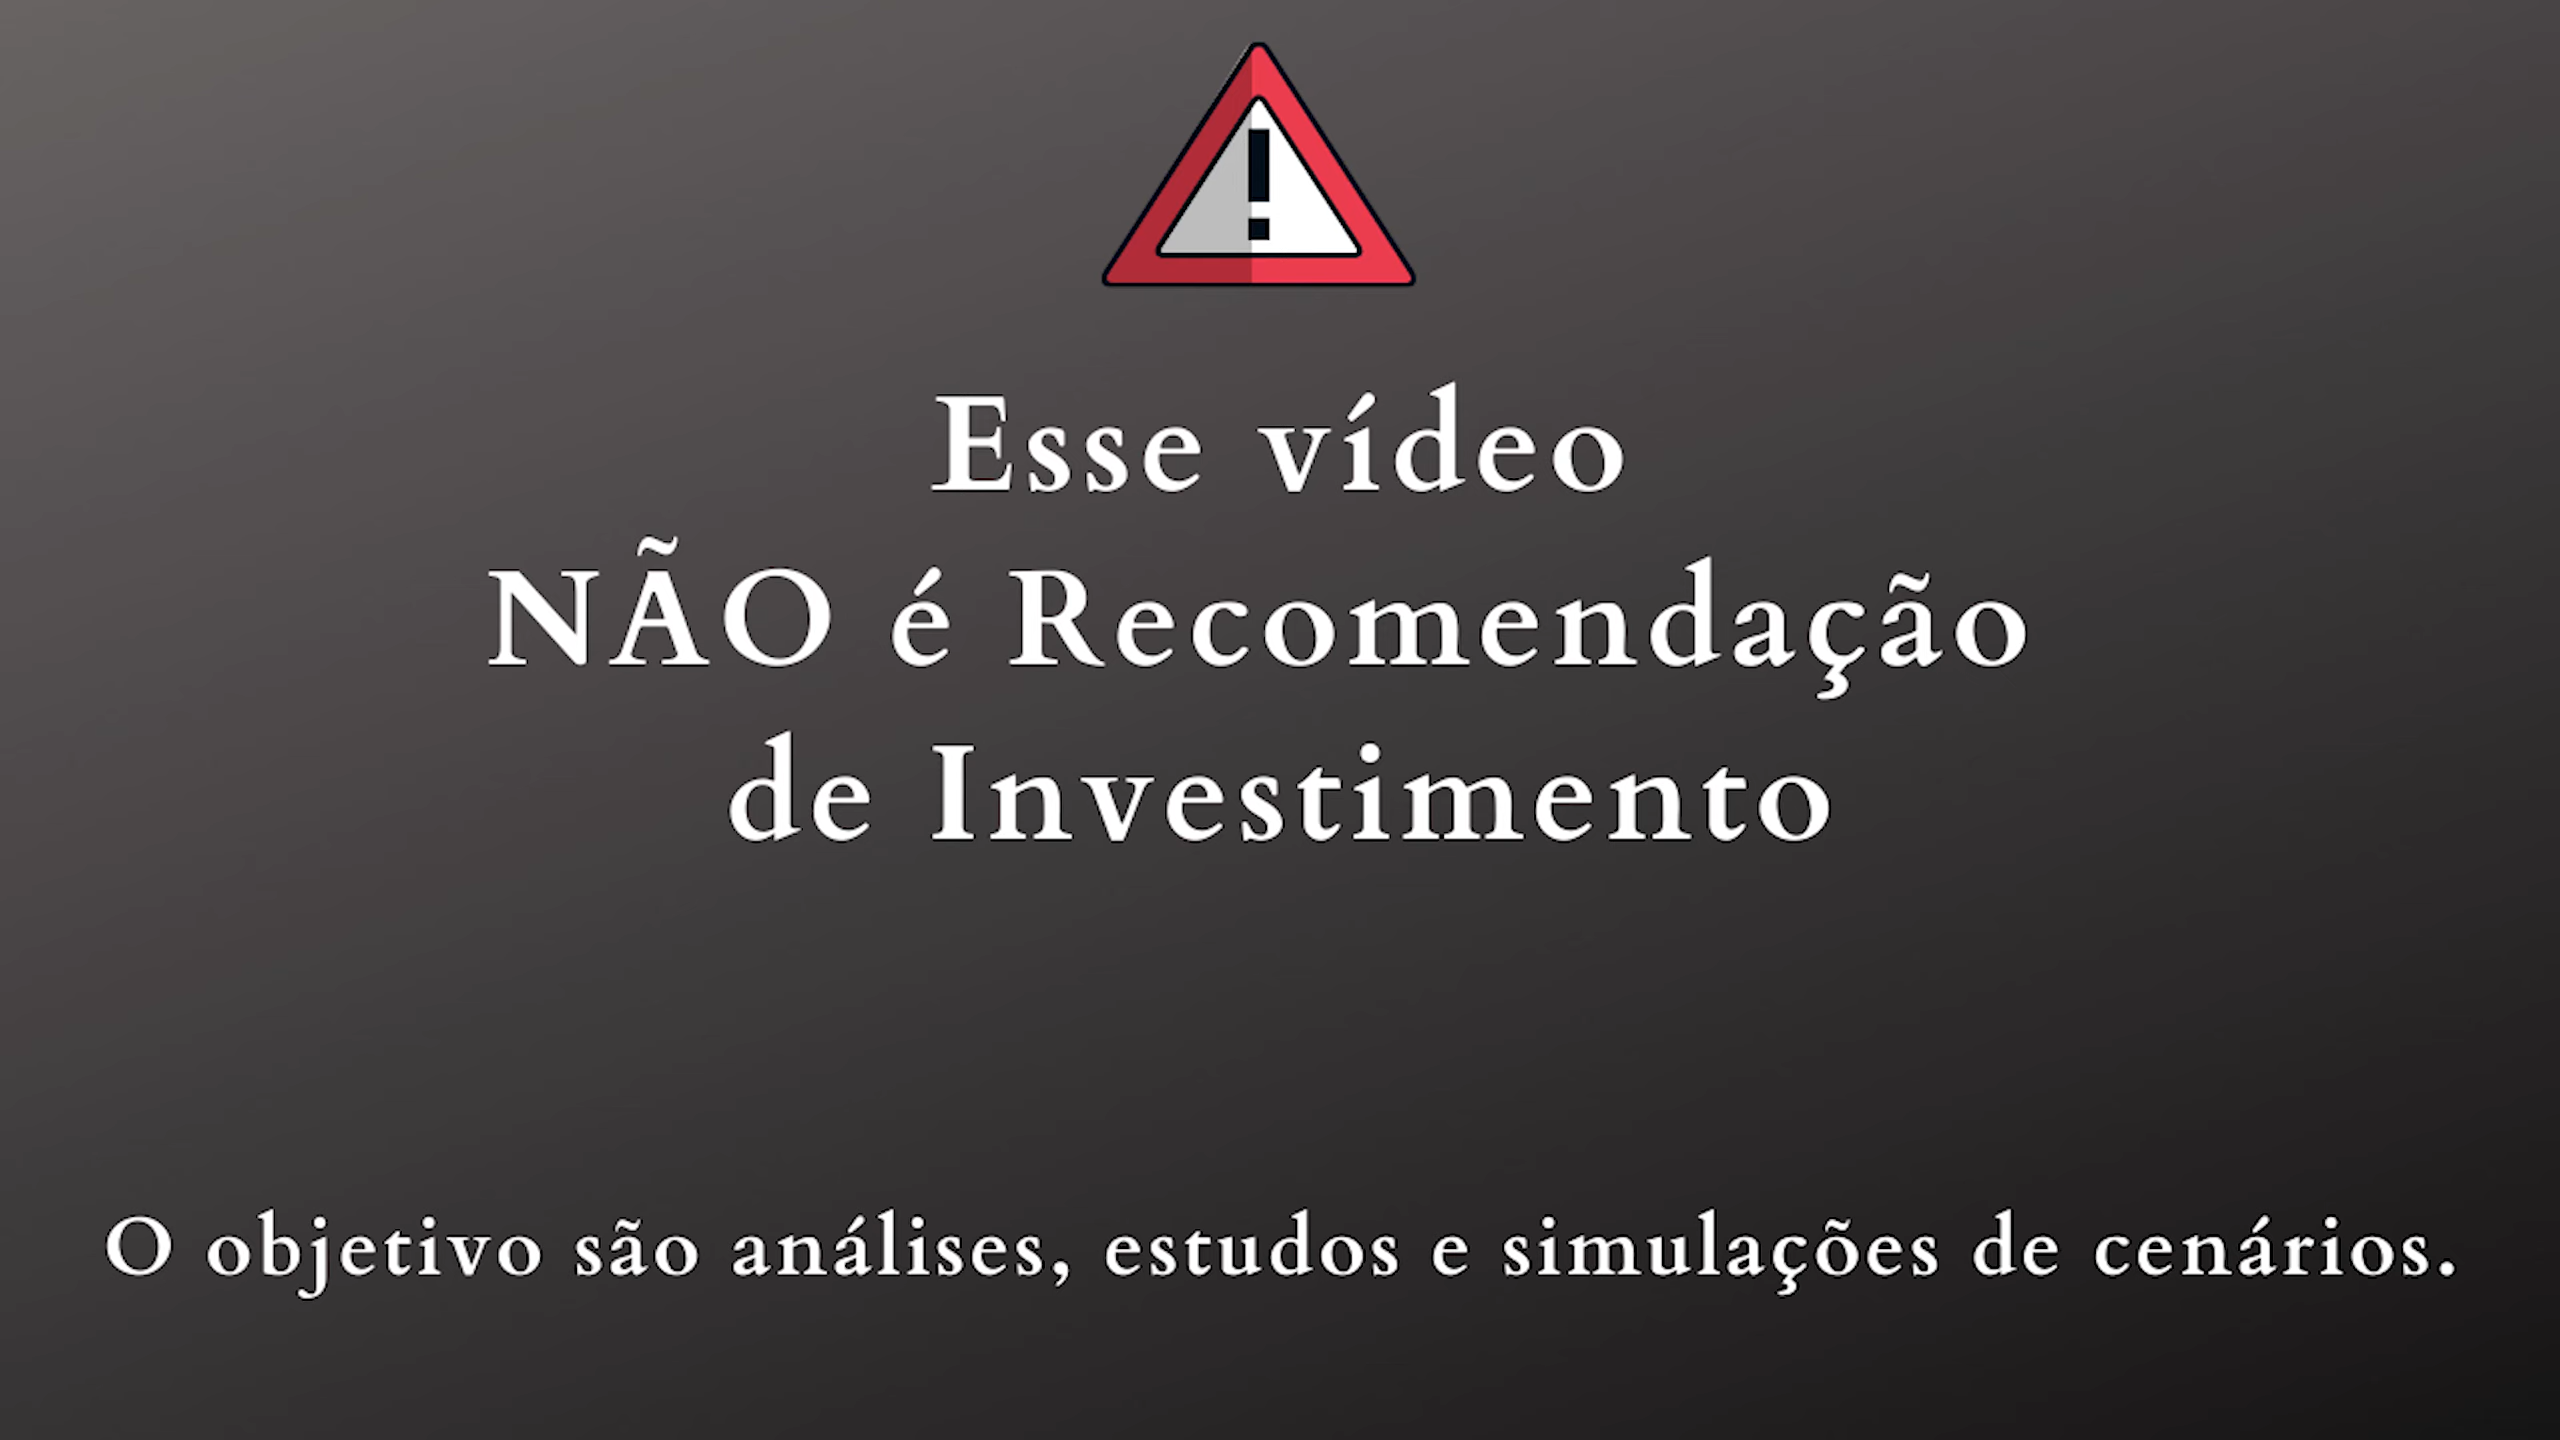 Esse vídeo
NÃO é Recomendação
de Investimento
O objetivo são análises, estudos e simulações de cenários.